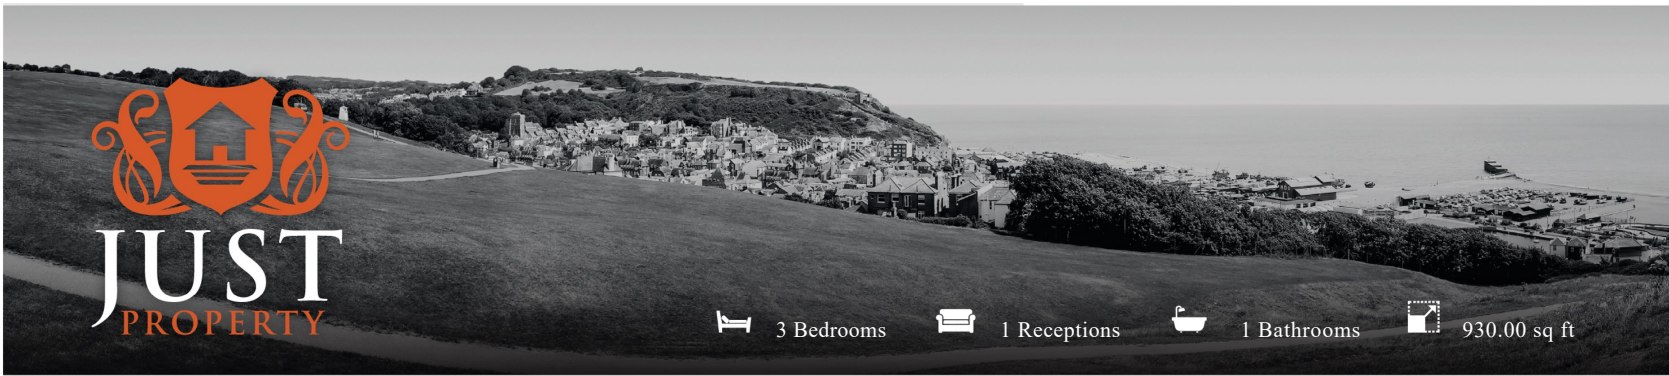 JUST
PROPERTY
3 Bedrooms
1 Receptions
1 Bathrooms
930.00 sq ft